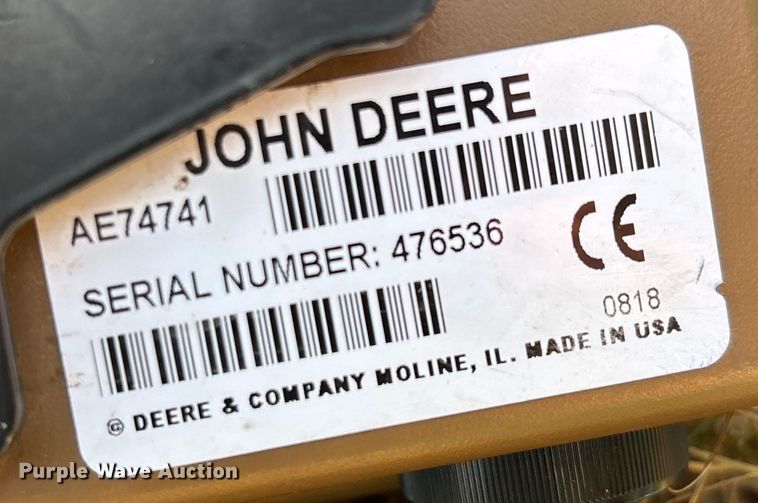 JOHN DEERE
AE74741
SERIAL NUMBER: 476536
CE
0818
© DEERE & COMPANY MOLINE, IL. MADE IN USA
Purple Wave Auction